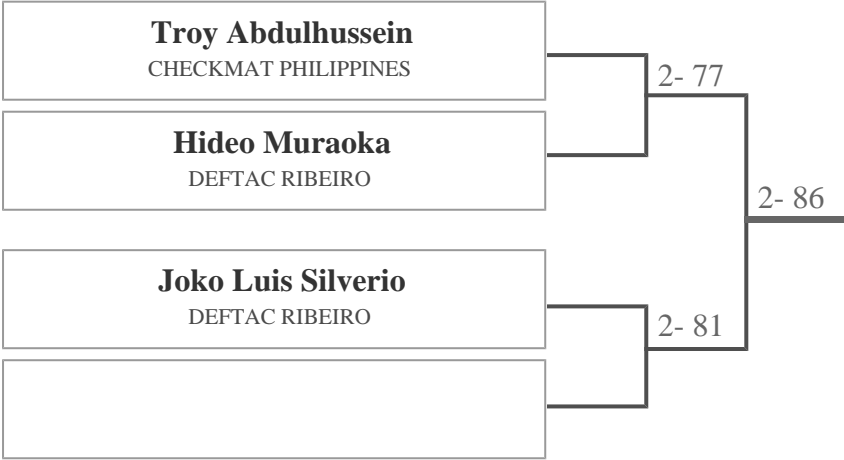 Troy Abdulhussein
CHECKMAT PHILIPPINES
2- 77
Hideo Muraoka
DEFTAC RIBEIRO
2- 86
Joko Luis Silverio
DEFTAC RIBEIRO
2- 81